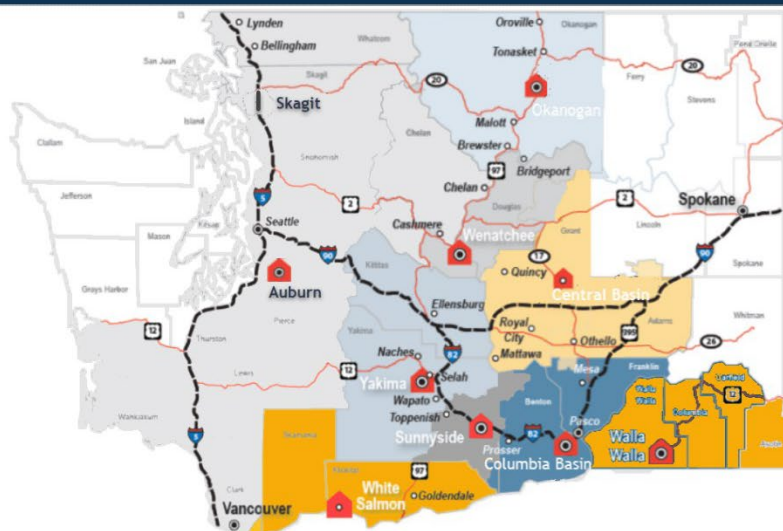 Lynden
Bellingham
Whatcom
Oroville
Okanogan
San Juan
Tonasket
Pend Oreille
Skagit
20
Ferry
20
Skagit
Stevens
Okanogan
Island
Malott
Clallam
Chelan
Brewster
Snohomish
97
Bridgeport
Jefferson
Chelan
Douglas
5
2
2
Spokane
Kitsap
Cashmere
Lincoln
Mason
Seattle
Wenatchee
Grant
90
17
90
Kittitas
Quincy
Grays Harbor
Auburn
Central Basin
Spokane
Ellensburg
12
Pierce
Royal
City
395
Adams
Whitman
Thurston
Yakima
Othello
26
82
Mattawa
Naches
Mesa
Franklin
Lewis
12
Yakima
Selah
Garfield
Benton
Walla
Walla
Wapato
Columbia
12
Wahkiakum
Toppenish
Pasco
5
Skamania
Sunnyside
82
Walla
Walla
Prosser
Columbia Basin
Klickitat
97
White
Salmon
Clark
Goldendale
Vancouver